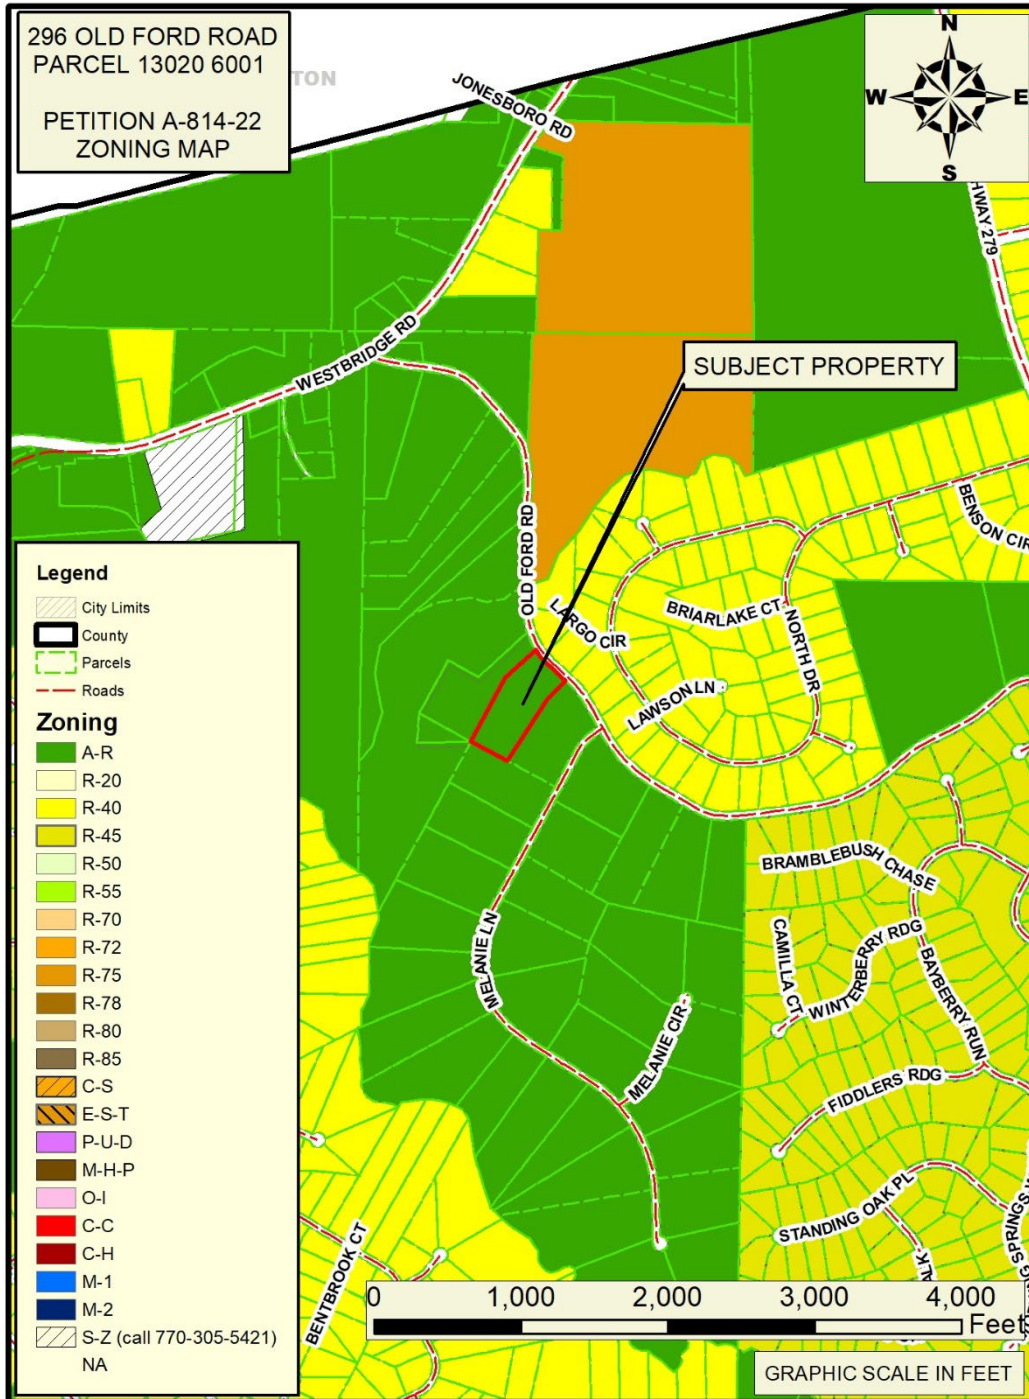 296 OLD FORD ROAD
PARCEL 13020 6001
PETITION A-814-22
ZONING MAP
TON
N
W
E
S
JONESBORO RD
HWAY 279
WESTBRIDGE RD
SUBJECT PROPERTY
OLD FORD RD
BENSON CIR
LARGO CIR
BRIARLAKE CT
NORTH DR
LAWSON LN
Legend
City Limits
County
Parcels
Roads
Zoning
A-R
R-20
R-40
R-45
R-50
R-55
R-70
R-72
R-75
R-78
R-80
R-85
C-S
E-S-T
P-U-D
M-H-P
O-I
C-C
C-H
M-1
M-2
S-Z (call 770-305-5421)
NA
BRAMBLEBUSH CHASE
CAMILLA CT
WINTERBERRY RDG
BAYBERRY RUN
MELANIE LN
MELANIE CIR
FIDDLERS RDG
STANDING OAK PL
BENTBROOK CT
0 1,000 2,000 3,000 4,000
Feet
GRAPHIC SCALE IN FEET